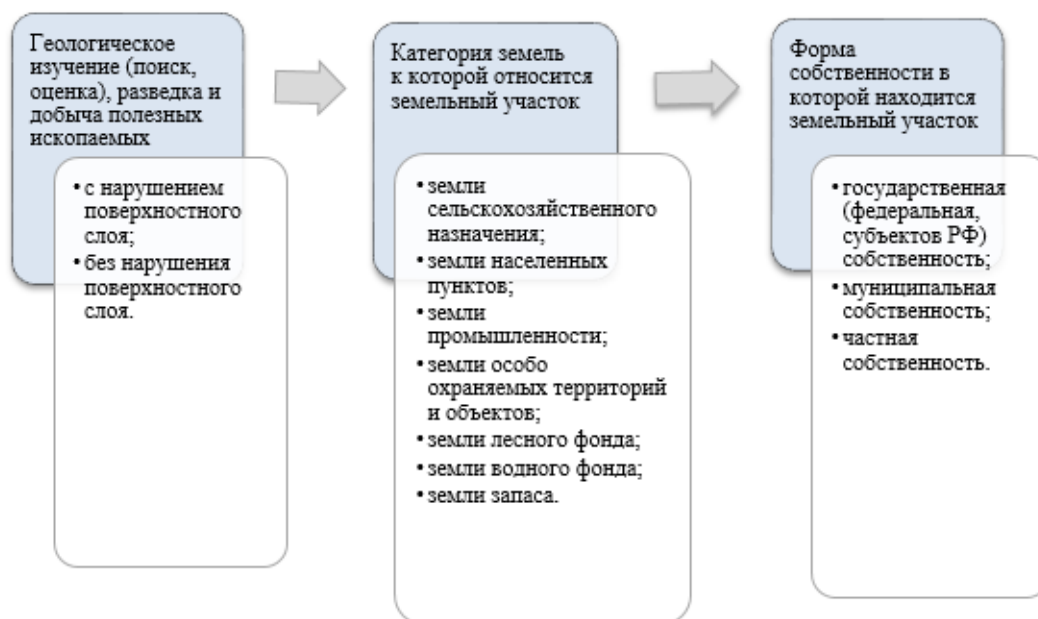 Геологическое
изучение (поиск,
оценка), разведка и
добыча полезных
ископаемых
• с нарушением
поверхностного
слоя;
• без нарушения
поверхностного
слоя.
Категория земель
к которой относится
земельный участок
• земли
сельскохозяйственного
назначения;
• земли населенных
пунктов;
• земли
промышленности;
• земли особо
охраняемых территорий
и объектов;
• земли лесного фонда;
• земли водного фонда;
• земли запаса.
Форма
собственности в
которой находится
земельный участок
• государственная
(федеральная,
субъектов РФ)
собственность;
• муниципальная
собственность;
• частная
собственность.